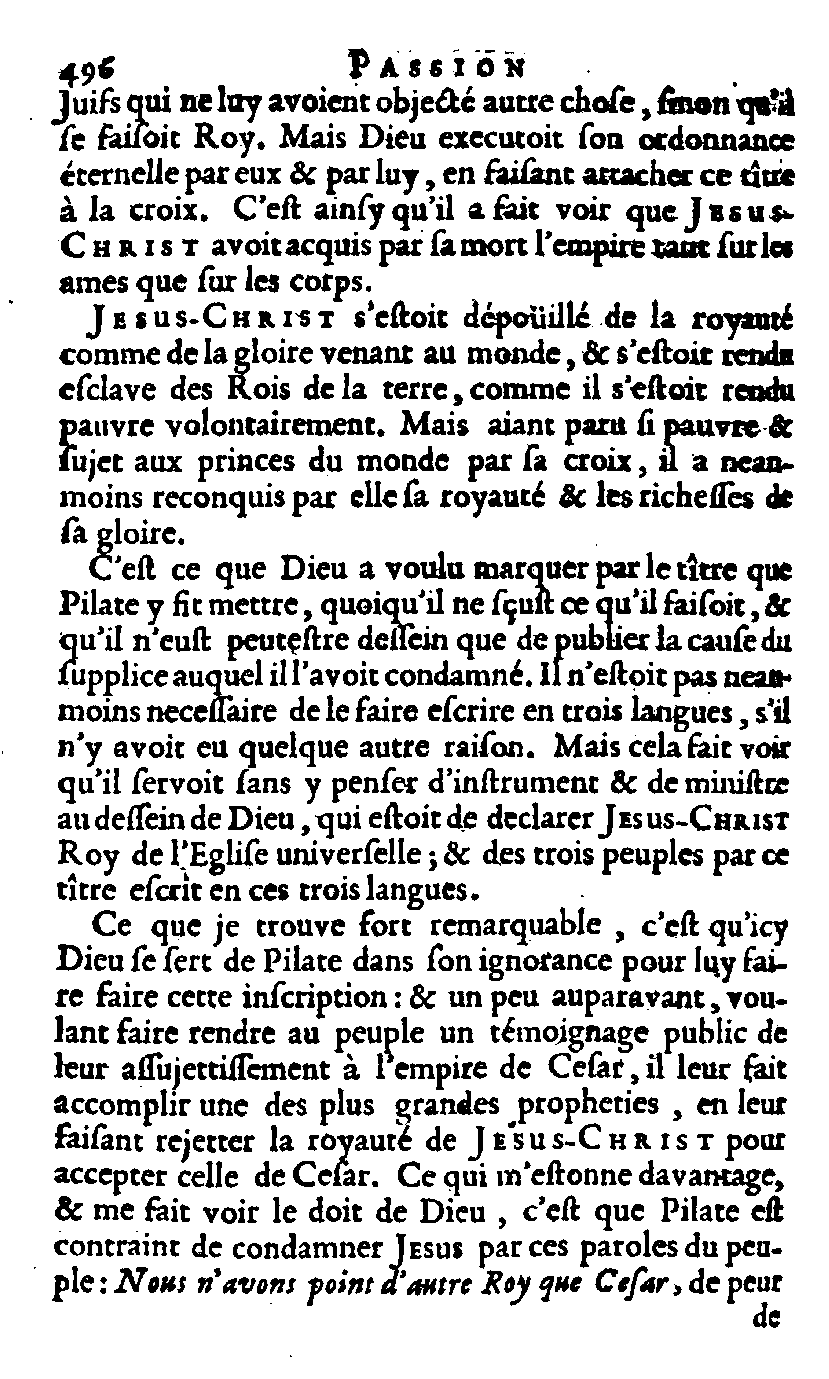 496 PASSION
Juifs qui ne luy avoient objecté autre chose, sinon qu'il
se faisoit Roy. Mais Dieu executoit son ordonnance
éternelle par eux & par luy, en faisant attacher ce tître
à la croix. C'est ainsy qu'il a fait voir que JESUS-
CHRIST avoit acquis par sa mort l'empire tant sur les
ames que sur les corps.
JESUS-CHRIST s'estoit dépoüillé de la royauté
comme de la gloire venant au monde, & s'estoit rendu
esclave des Rois de la terre, comme il s'estoit rendu
pauvre volontairement. Mais aiant paru si pauvre &
sujet aux princes du monde par sa croix, il a nean-
moins reconquis par elle sa royauté & les richesses de
sa gloire.
C'est ce que Dieu a voulu marquer par le tître que
Pilate y fit mettre, quoiqu'il ne sçust ce qu'il faisoit, &
qu'il n'eust peutestre dessein que de publier la cause du
supplice auquel il l'avoit condamné. Il n'estoit pas nean-
moins necessaire de le faire escrire en trois langues, s'il
n'y avoit eu quelque autre raison. Mais cela fait voir
qu'il servoit sans y penser d'instrument & de ministre
au dessein de Dieu, qui estoit de declarer JESUS-CHRIST
Roy de l'Eglise universelle; & des trois peuples par ce
tître escrit en ces trois langues.
Ce que je trouve fort remarquable, c'est qu'icy
Dieu se sert de Pilate dans son ignorance pour luy fai-
re faire cette inscription: & un peu auparavant, vou-
lant faire rendre au peuple un témoignage public de
leur assujettissement à l'empire de Cesar, il leur fait
accomplir une des plus grandes propheties, en leur
faisant rejetter la royauté de JESUS-CHRIST pour
accepter celle de Cesar. Ce qui m'estonne davantage,
& me fait voir le doit de Dieu, c'est que Pilate est
contraint de condamner JESUS par ces paroles du peu-
ple: Nous n'avons point d'autre Roy que Cesar, de peur
de